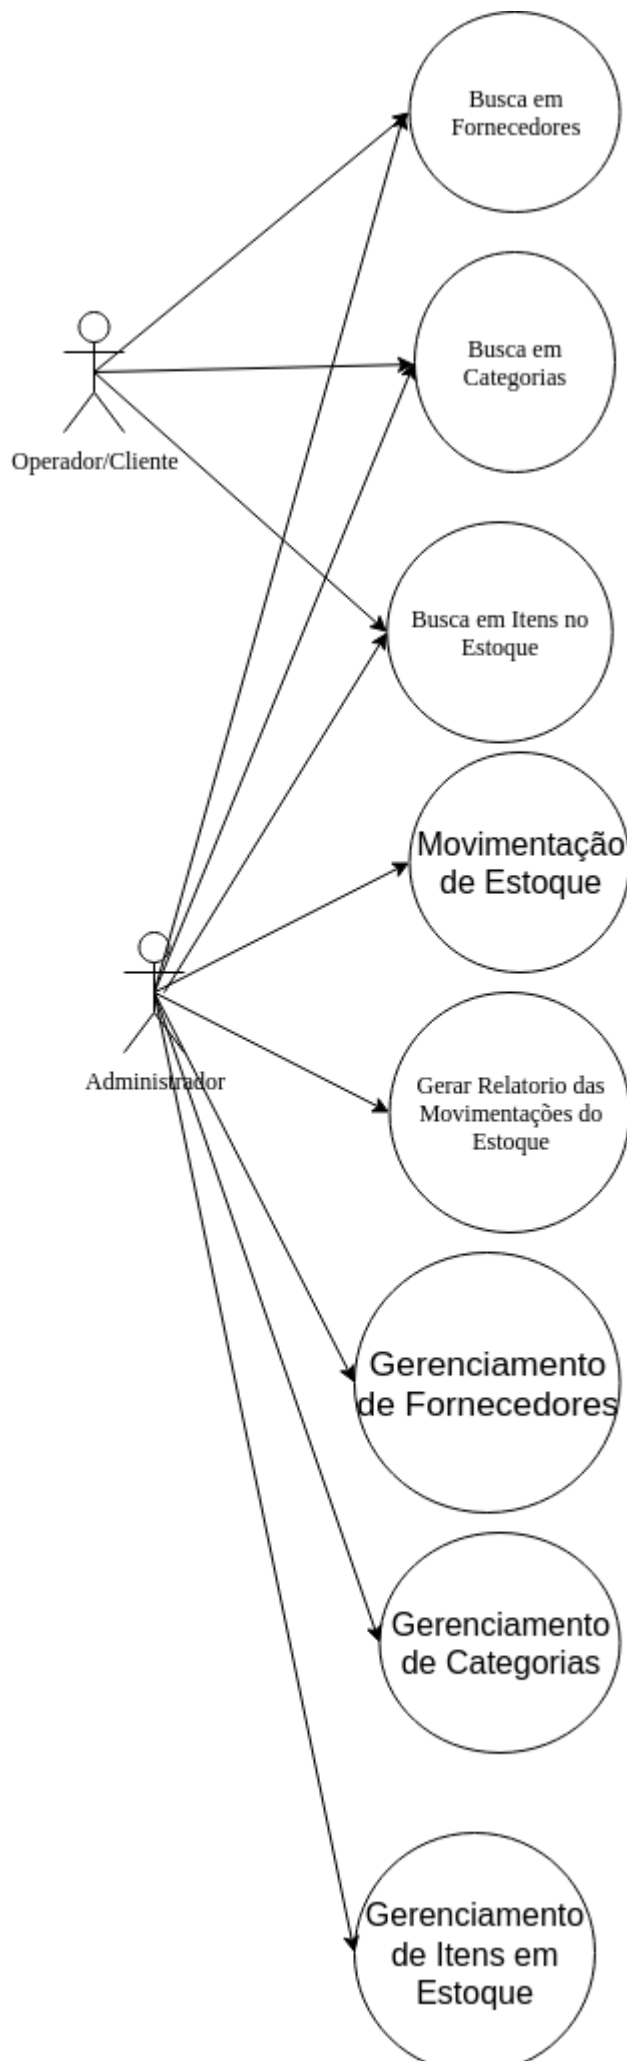 Busca em
Fornecedores
Busca em
Categorias
Operador/Cliente
Busca em Itens no
Estoque
Movimentação
de Estoque
Administrador
Gerar Relatorio das
Movimentações do
Estoque
Gerenciamento
de Fornecedores
Gerenciamento
de Categorias
Gerenciamento
de Itens em
Estoque